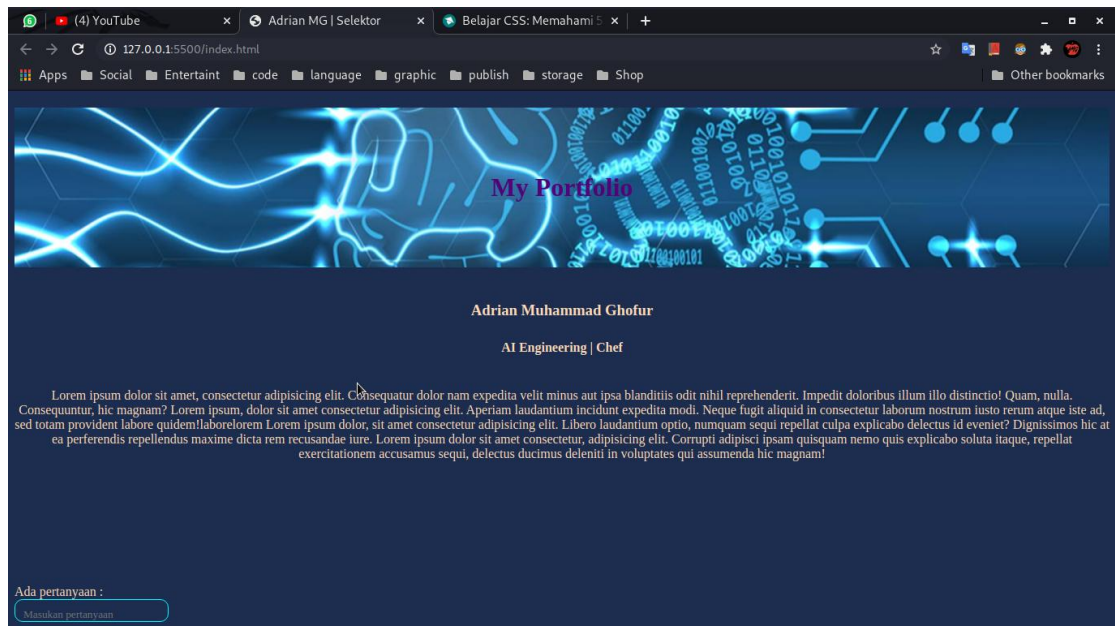 (4) YouTube
Adrian MG | Selektor
Belajar CSS: Memahami 5
127.0.0.1:5500/index.html
Apps Social Entertaint code language graphic publish storage Shop Other bookmarks
My Portfolio
Adrian Muhammad Ghofur
AI Engineering | Chef
Lorem ipsum dolor sit amet, consectetur adipisicing elit. Consequatur dolor nam expedita velit minus aut ipsa blanditiis odit nihil reprehenderit. Impedit doloribus illum illo distinctio! Quam, nulla.
Consequuntur, hic magnam? Lorem ipsum, dolor sit amet consectetur adipisicing elit. Aperiam laudantium incidunt expedita modi. Neque fugit aliquid in consectetur laborum nostrum iusto rerum atque iste ad,
sed totam provident labore quidem!laborelorem Lorem ipsum dolor, sit amet consectetur adipisicing elit. Libero laudantium optio, numquam sequi repellat culpa explicabo delectus id eveniet? Dignissimos hic at
ea perferendis repellendus maxime dicta rem recusandae iure. Lorem ipsum dolor sit amet consectetur, adipisicing elit. Corrupti adipisci ipsam quisquam nemo quis explicabo soluta itaque, repellat
exercitationem accusamus sequi, delectus ducimus deleniti in voluptates qui assumenda hic magnam!
Ada pertanyaan :
Masukan pertanyaan